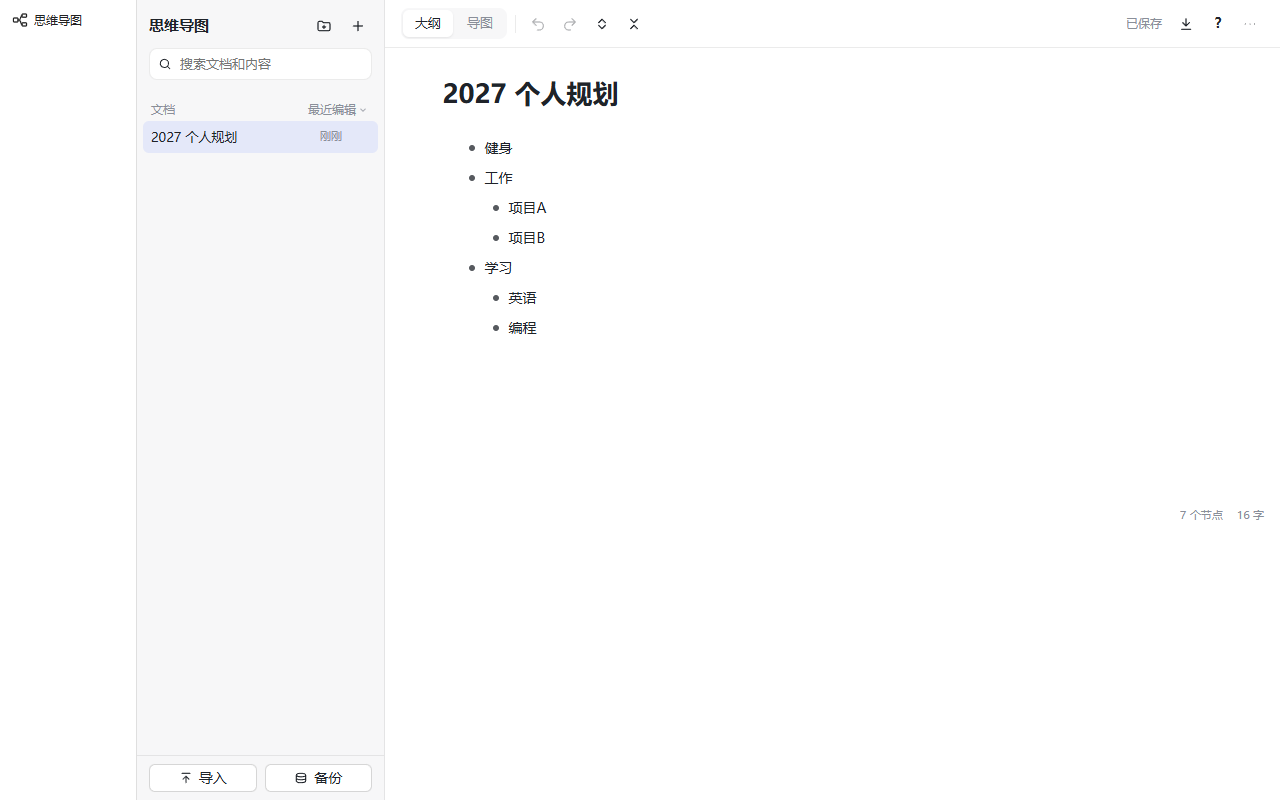 思维导图
思维导图
搜索文档和内容
文档 最近编辑
2027 个人规划 刚刚
导入 备份
大纲 导图
已保存 ? ···
2027 个人规划
健身
工作
项目A
项目B
学习
英语
编程
7 个节点 16 字